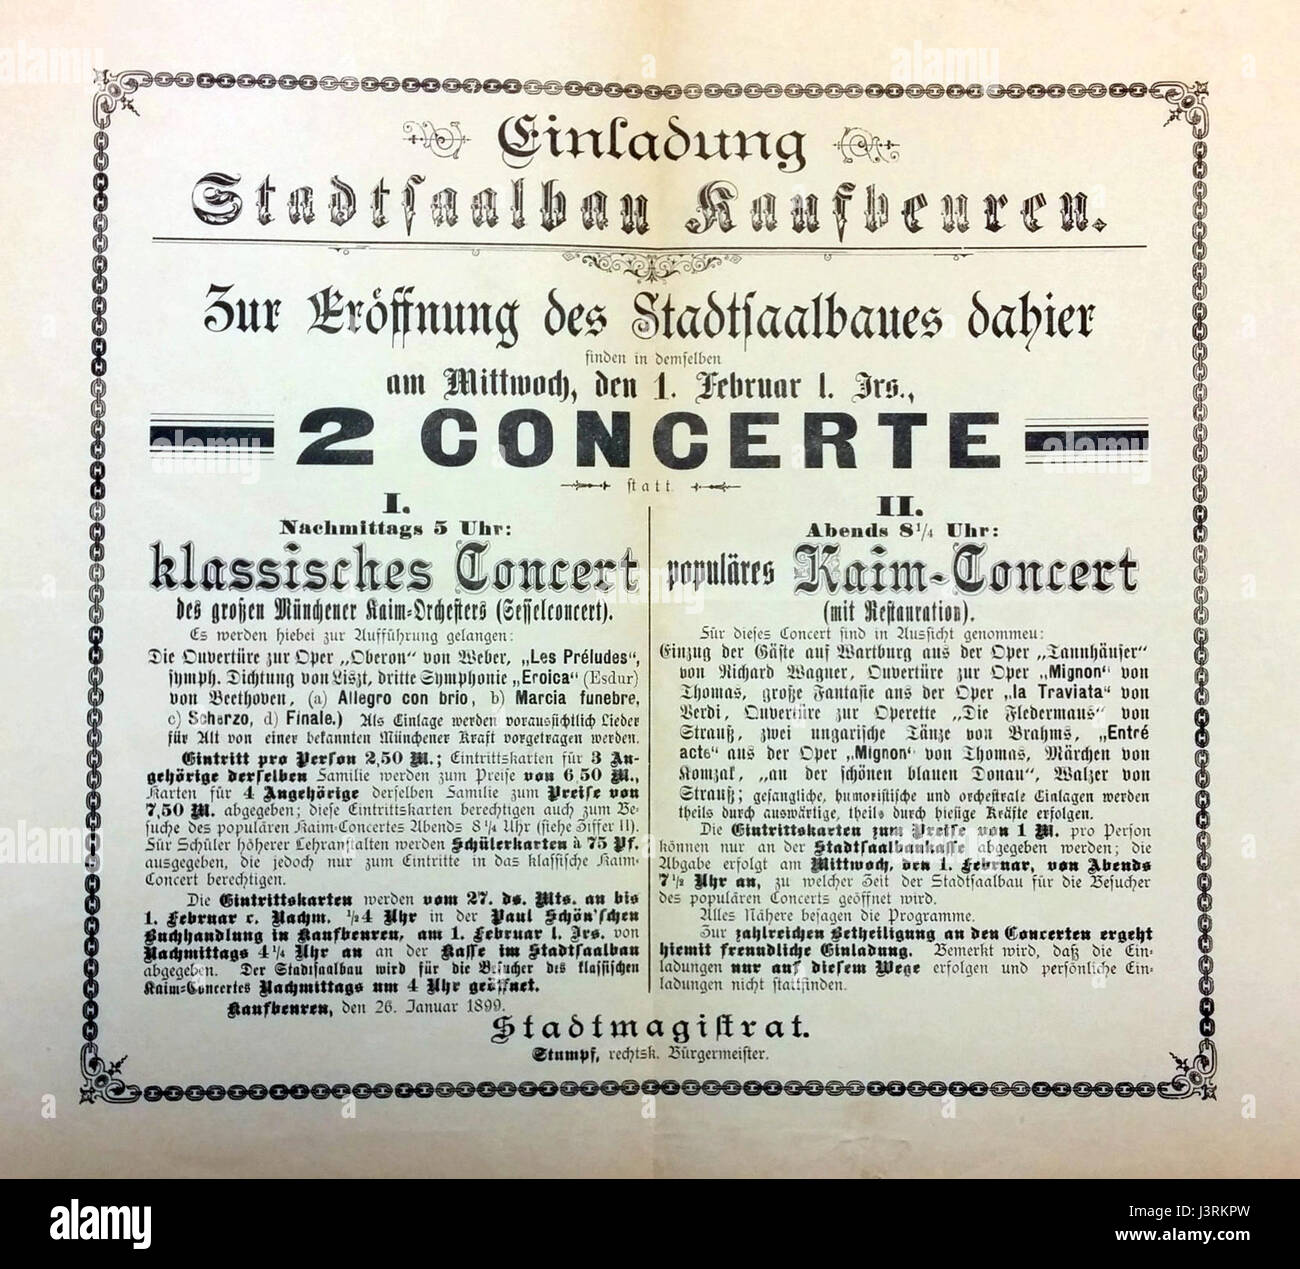 Einladung
Stadtsaalbau Kaufbeuren.
Zur Eröffnung des Stadtsaalbaues dahier
finden in demselben
am Mittwoch, den 1. Februar l. Jrs.,
2 CONCERTE
statt
I.
Nachmittags 5 Uhr:
klassisches Concert
des großen Münchener Kaim-Orchesters (Sesselconcert).
Es werden hiebei zur Aufführung gelangen:
Die Ouvertüre zur Oper „Oberon“ von Weber, „Les Préludes“,
symph. Dichtung von Liszt, dritte Symphonie „Eroica“ (Esdur)
von Beethoven, (a) Allegro con brio, b) Marcia funebre,
c) Scherzo, d) Finale.) Als Einlage werden voraussichtlich Lieder
für Alt von einer bekannten Münchener Kraft vorgetragen werden.
Eintritt pro Person 2,50 M.; Eintrittskarten für 3 An-
gehörige derselben Familie werden zum Preise von 6,50 M.,
Karten für 4 Angehörige derselben Familie zum Preise von
7,50 M. abgegeben; diese Eintrittskarten berechtigen auch zum Be-
suche des populären Kaim-Concertes Abends 8¼ Uhr (siehe Ziffer II).
Für Schüler höherer Lehranstalten werden Schülerkarten à 75 Pf.
ausgegeben, die jedoch nur zum Eintritte in das klassische Kaim-
Concert berechtigen.
Die Eintrittskarten werden vom 27. ds. Mts. an bis
1. Februar c. Nachm. ½4 Uhr in der Paul Schön'schen
Buchhandlung in Kaufbeuren, am 1. Februar l. Jrs. von
Nachmittags 4¼ Uhr an an der Kasse im Stadtsaalbau
abgegeben. Der Stadtsaalbau wird für die Besucher des klassischen
Kaim-Concertes Nachmittags um 4 Uhr geöffnet.
Kaufbeuren, den 26. Januar 1899.
II.
Abends 8¼ Uhr:
populäres Kaim-Concert
(mit Restauration).
Für dieses Concert sind in Aussicht genommeu:
Einzug der Gäste auf Wartburg aus der Oper „Tannhäuser“
von Richard Wagner, Ouvertüre zur Oper „Mignon“ von
Thomas, große Fantasie aus der Oper „la Traviata“ von
Verdi, Ouvertüre zur Operette „Die Fledermaus“ von
Strauß, zwei ungarische Tänze von Brahms, „Entré
acte“ aus der Oper „Mignon“ von Thomas, Märchen von
Komzak, „an der schönen blauen Donau“, Walzer von
Strauß; gesangliche, humoristische und orchestrale Einlagen werden
theils durch auswärtige, theils durch hiesige Kräfte erfolgen.
Die Eintrittskarten zum Preise von 1 M. pro Person
können nur an der Stadtsaalbaukasse abgegeben werden; die
Abgabe erfolgt am Mittwoch, den 1. Februar, von Abends
7½ Uhr an, zu welcher Zeit der Stadtsaalbau für die Besucher
des populären Concerts geöffnet wird.
Alles Nähere besagen die Programme.
Zur zahlreichen Betheiligung an den Concerten ergeht
hiemit freundliche Einladung. Bemerkt wird, daß die Ein-
ladungen nur auf diesem Wege erfolgen und persönliche Ein-
ladungen nicht stattfinden.
Stadtmagistrat.
Stumpf, rechtsk. Bürgermeister.
alamy
Image ID: J3RKPW
www.alamy.com